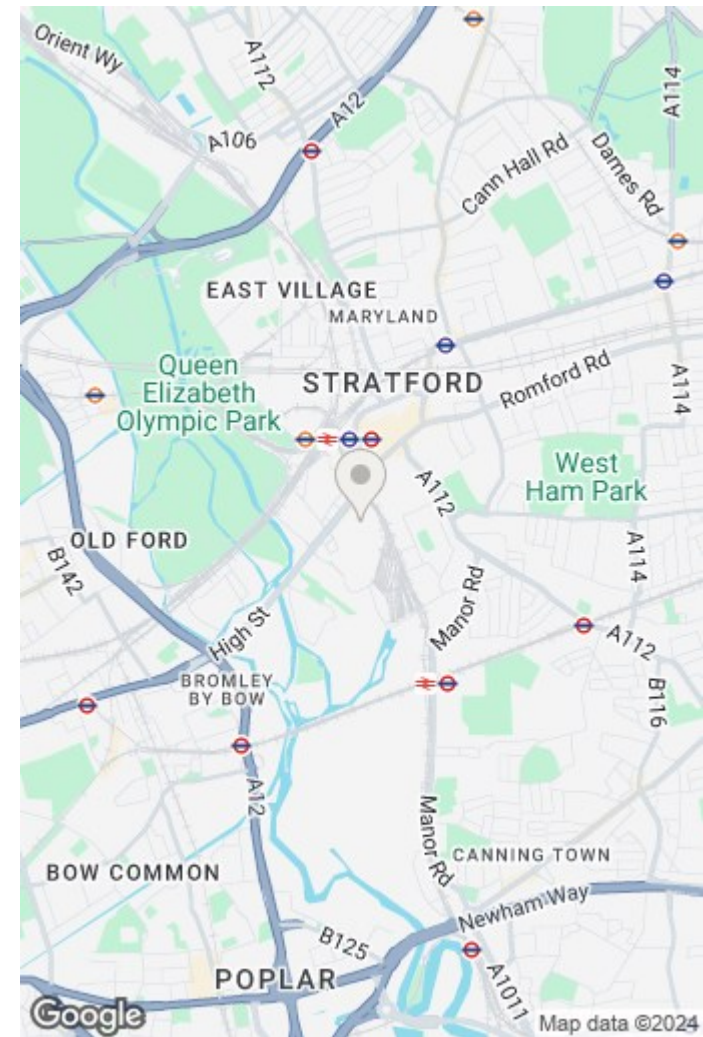 Orient Wy
A112
A12
A106
A114
Cann Hall Rd
Dames Rd
EAST VILLAGE
MARYLAND
Queen
Elizabeth
Olympic Park
STRATFORD
Romford Rd
A114
A112
West
Ham Park
OLD FORD
B142
A114
Manor Rd
High St
A112
BROMLEY
BY BOW
B116
A12
Manor Rd
BOW COMMON
CANNING TOWN
Newham Way
B125
POPLAR
A1011
Google
Map data ©2024